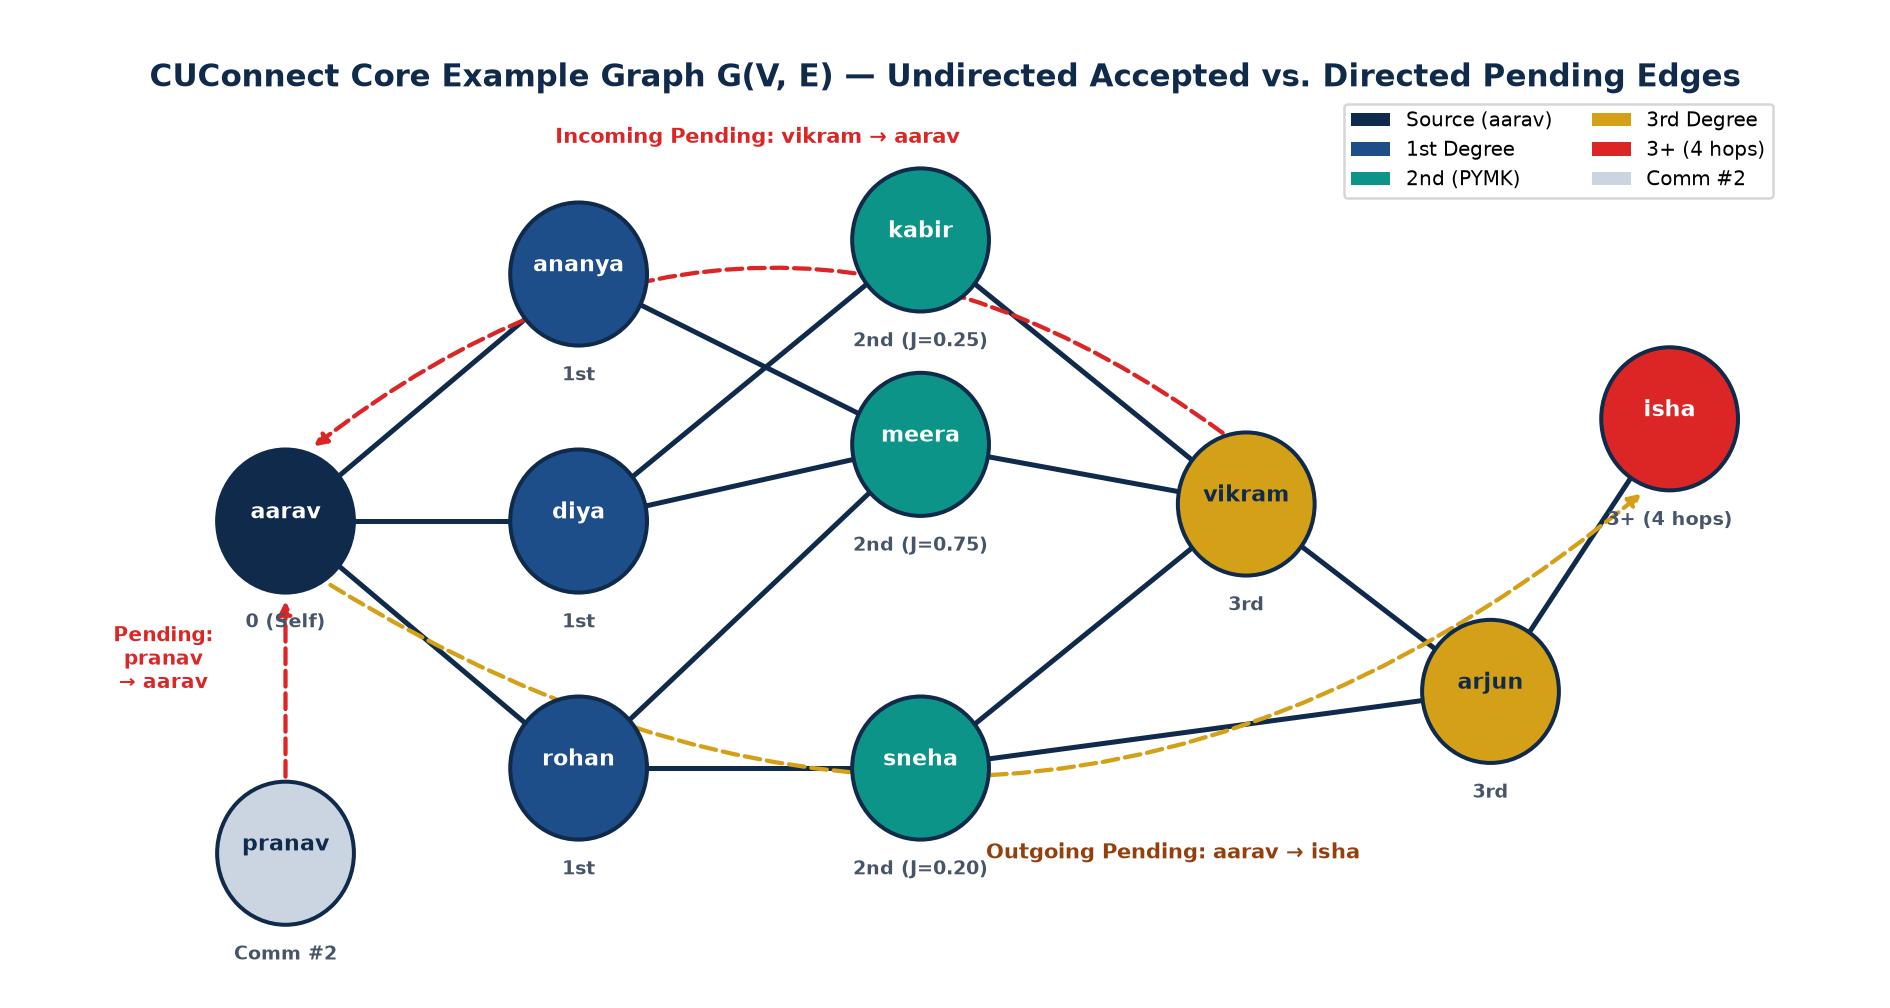 CUConnect Core Example Graph G(V, E) — Undirected Accepted vs. Directed Pending Edges
Source (aarav)
1st Degree
2nd (PYMK)
3rd Degree
3+ (4 hops)
Comm #2
Incoming Pending: vikram → aarav
kabir
2nd (J=0.25)
ananya
1st
meera
2nd (J=0.75)
isha
3+ (4 hops)
vikram
3rd
aarav
0 (Self)
diya
1st
Pending:
pranav
→ aarav
arjun
3rd
rohan
1st
sneha
2nd (J=0.20)
Outgoing Pending: aarav → isha
pranav
Comm #2